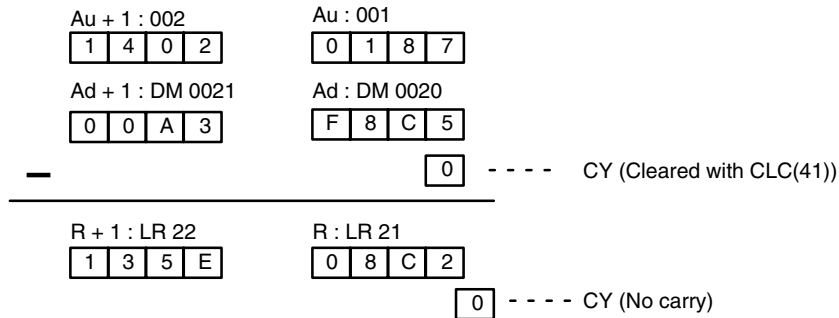 Au + 1 : 002 Au : 001
1 4 0 2 0 1 8 7
Ad + 1 : DM 0021 Ad : DM 0020
0 0 A 3 F 8 C 5
– 0 - - - - CY (Cleared with CLC(41))
R + 1 : LR 22 R : LR 21
1 3 5 E 0 8 C 2
0 - - - - CY (No carry)